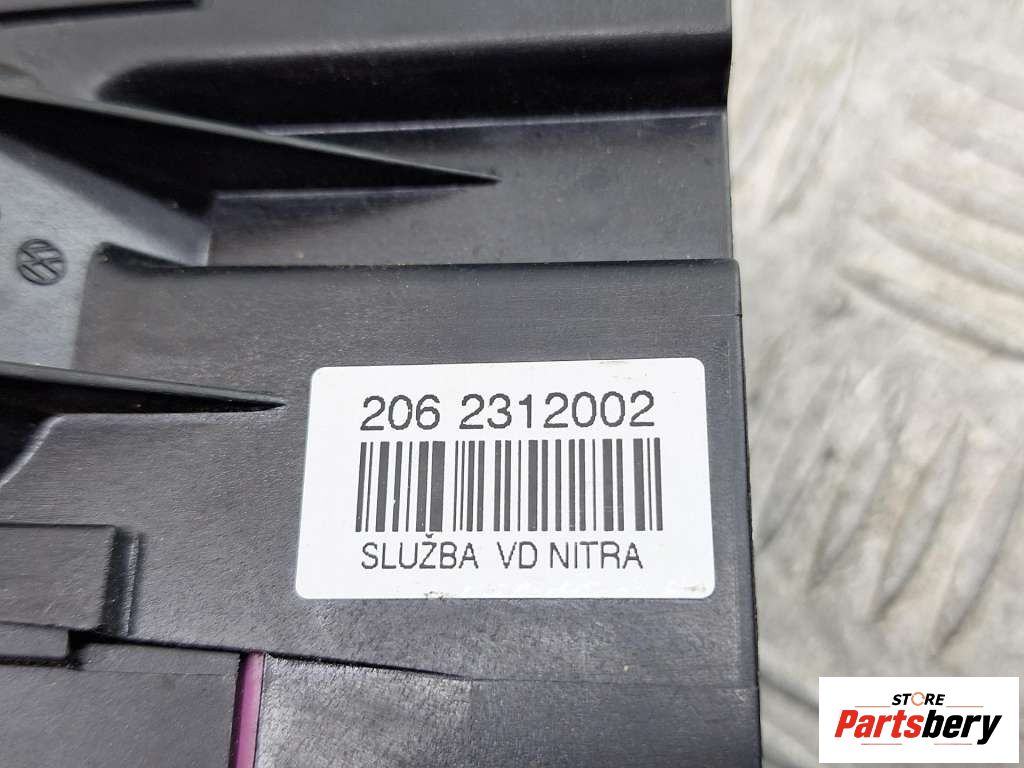 206 2312002
SLUŽBA VD NITRA
STORE
Partsbery